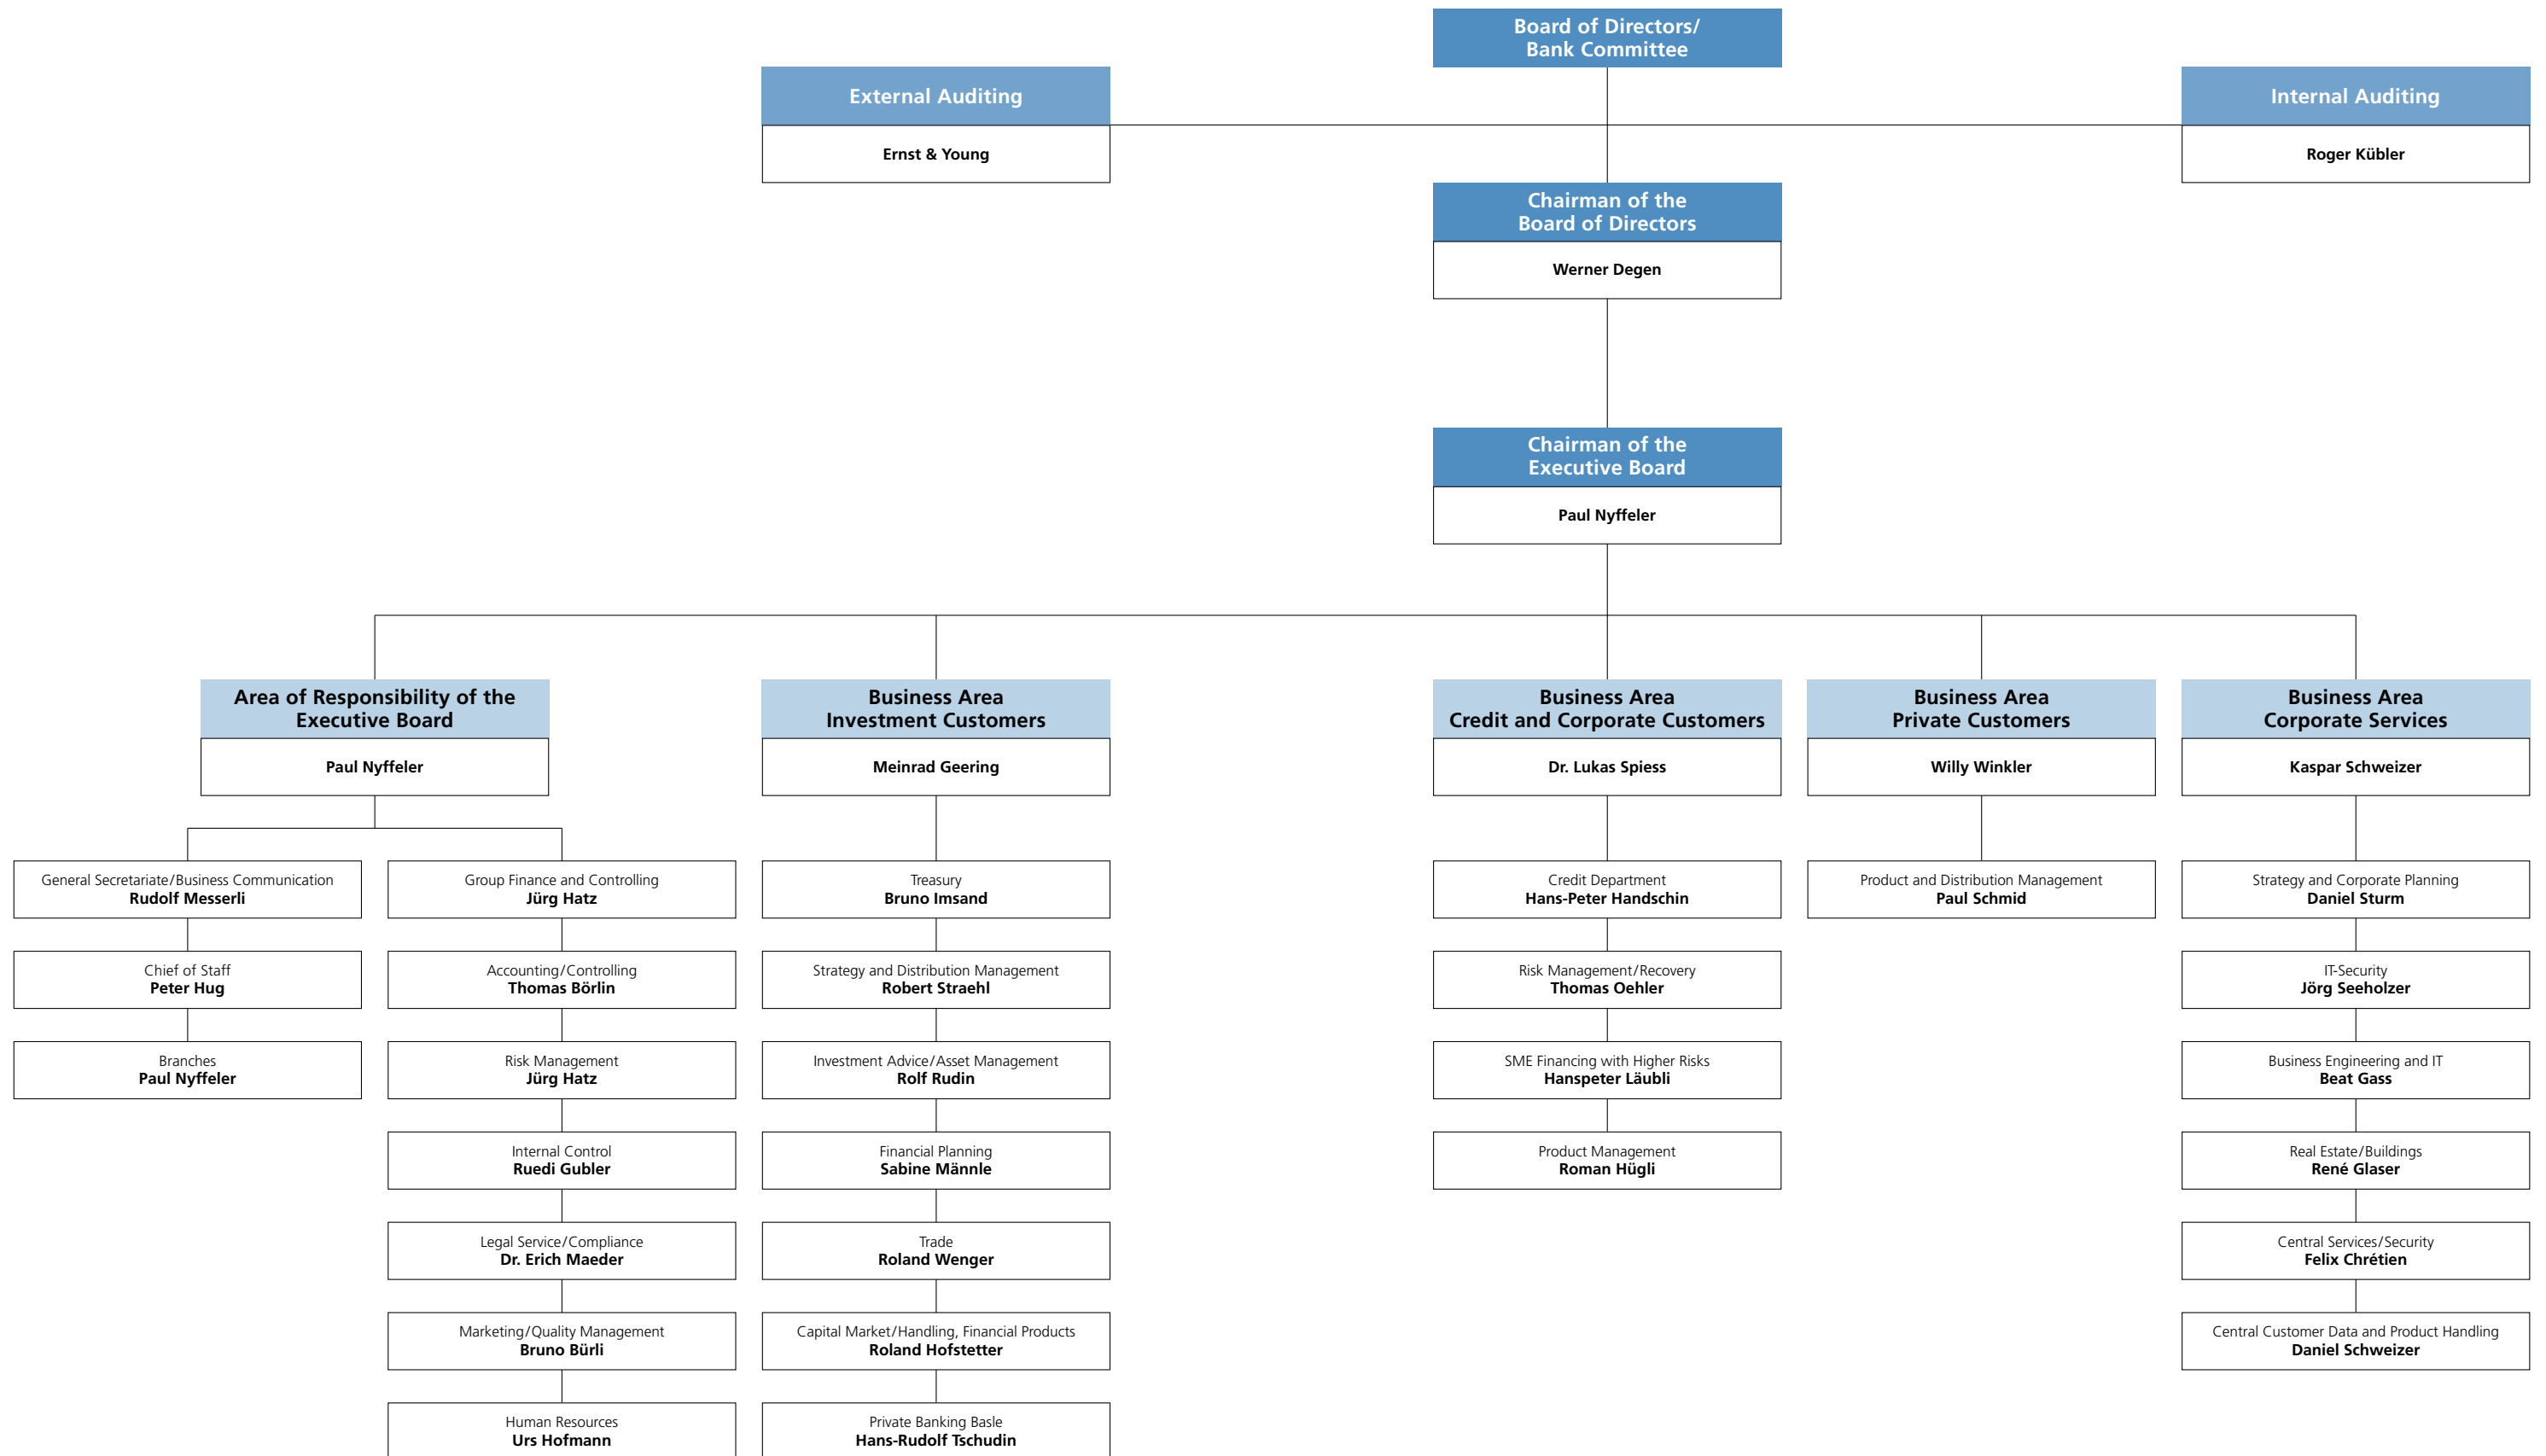 Board of Directors/
Bank Committee
External Auditing
Ernst & Young
Internal Auditing
Roger Kübler
Chairman of the
Board of Directors
Werner Degen
Chairman of the
Executive Board
Paul Nyffeler
Area of Responsibility of the
Executive Board
Paul Nyffeler
General Secretariate/Business Communication
Rudolf Messerli
Chief of Staff
Peter Hug
Branches
Paul Nyffeler
Group Finance and Controlling
Jürg Hatz
Accounting/Controlling
Thomas Börlin
Risk Management
Jürg Hatz
Internal Control
Ruedi Gubler
Legal Service/Compliance
Dr. Erich Maeder
Marketing/Quality Management
Bruno Bürli
Human Resources
Urs Hofmann
Business Area
Investment Customers
Meinrad Geering
Treasury
Bruno Imsand
Strategy and Distribution Management
Robert Straehl
Investment Advice/Asset Management
Rolf Rudin
Financial Planning
Sabine Männle
Trade
Roland Wenger
Capital Market/Handling, Financial Products
Roland Hofstetter
Private Banking Basle
Hans-Rudolf Tschudin
Business Area
Credit and Corporate Customers
Dr. Lukas Spiess
Credit Department
Hans-Peter Handschin
Risk Management/Recovery
Thomas Oehler
SME Financing with Higher Risks
Hanspeter Läubli
Product Management
Roman Hügli
Business Area
Private Customers
Willy Winkler
Product and Distribution Management
Paul Schmid
Business Area
Corporate Services
Kaspar Schweizer
Strategy and Corporate Planning
Daniel Sturm
IT-Security
Jörg Seeholzer
Business Engineering and IT
Beat Gass
Real Estate/Buildings
René Glaser
Central Services/Security
Felix Chrétien
Central Customer Data and Product Handling
Daniel Schweizer